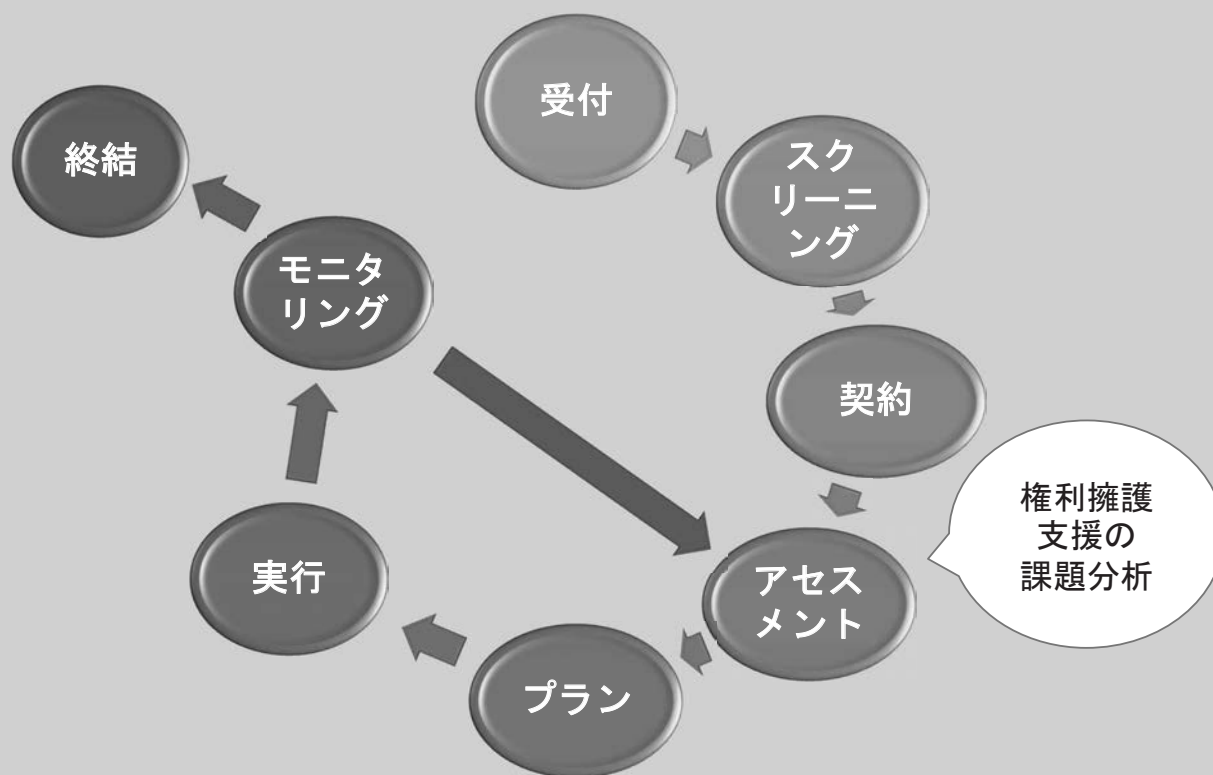 受付
スク
リーニ
ング
契約
アセス
メント
権利擁護
支援の
課題分析
プラン
実行
モニタ
リング
終結